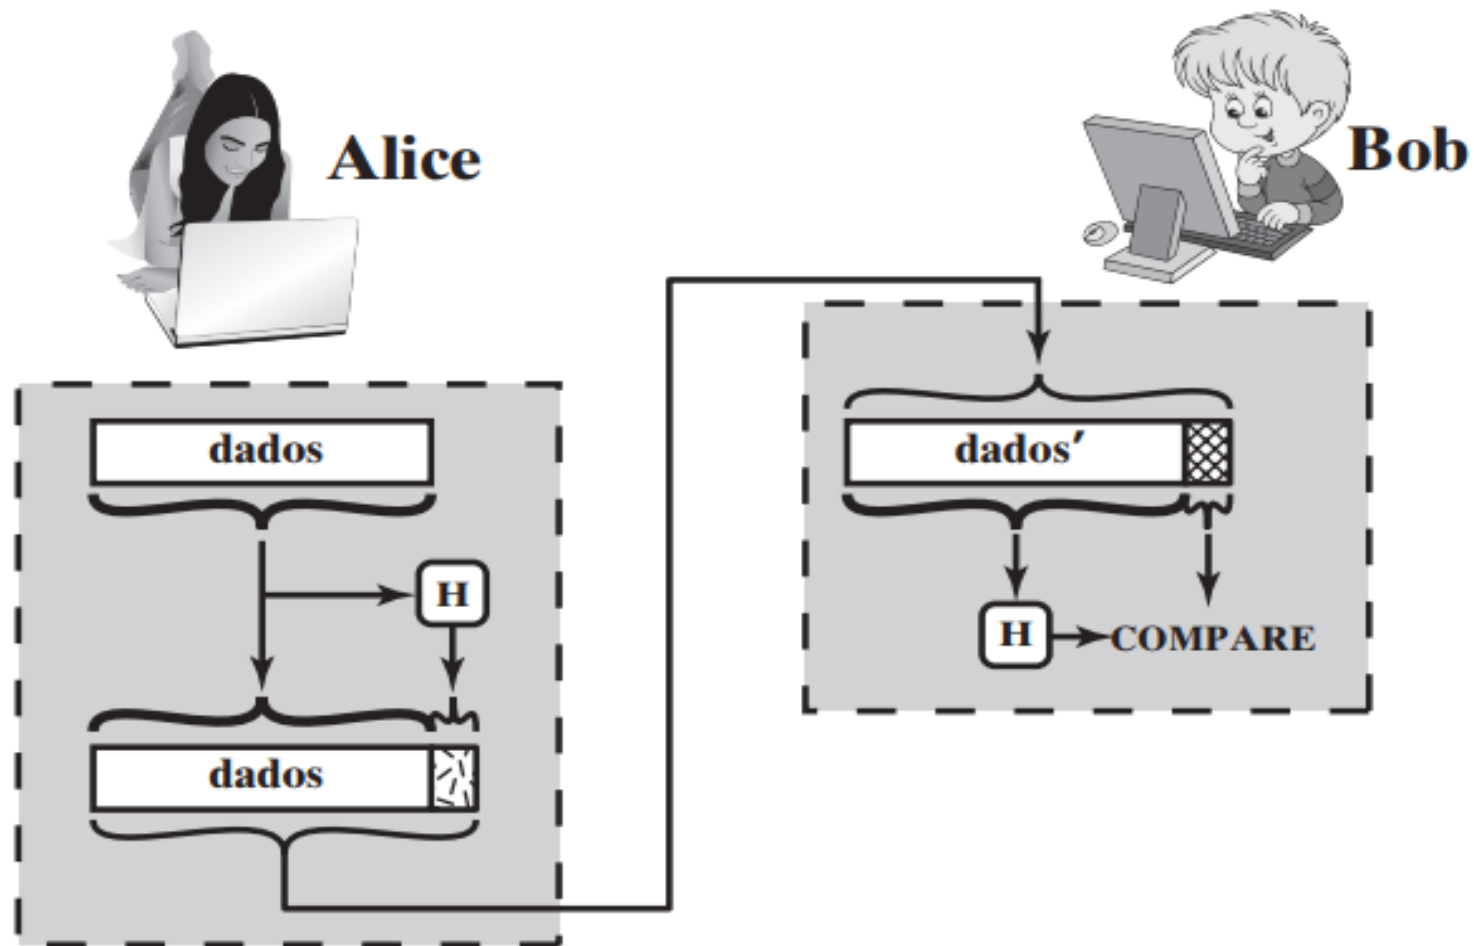 Alice
Bob
dados
H
dados
dados′
H
COMPARE